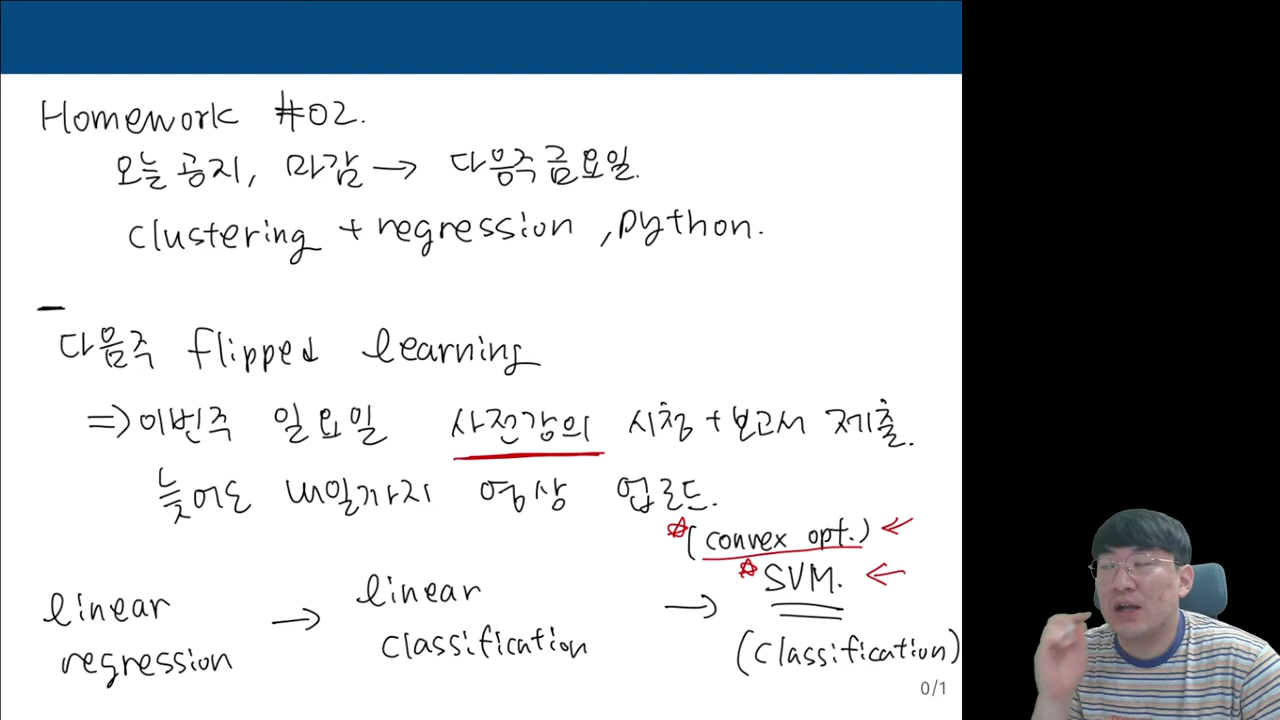 Homework #02.
오늘 공지, 마감 → 다음주 금요일.
clustering + regression , python.
다음주 flipped learning
⇒ 이번주 일요일 사전강의 시청 + 보고서 제출.
늦어도 내일까지 영상 업로드.
☆(convex opt.) ←
☆ SVM. ←
linear regression → linear classification → (classification)
0/1